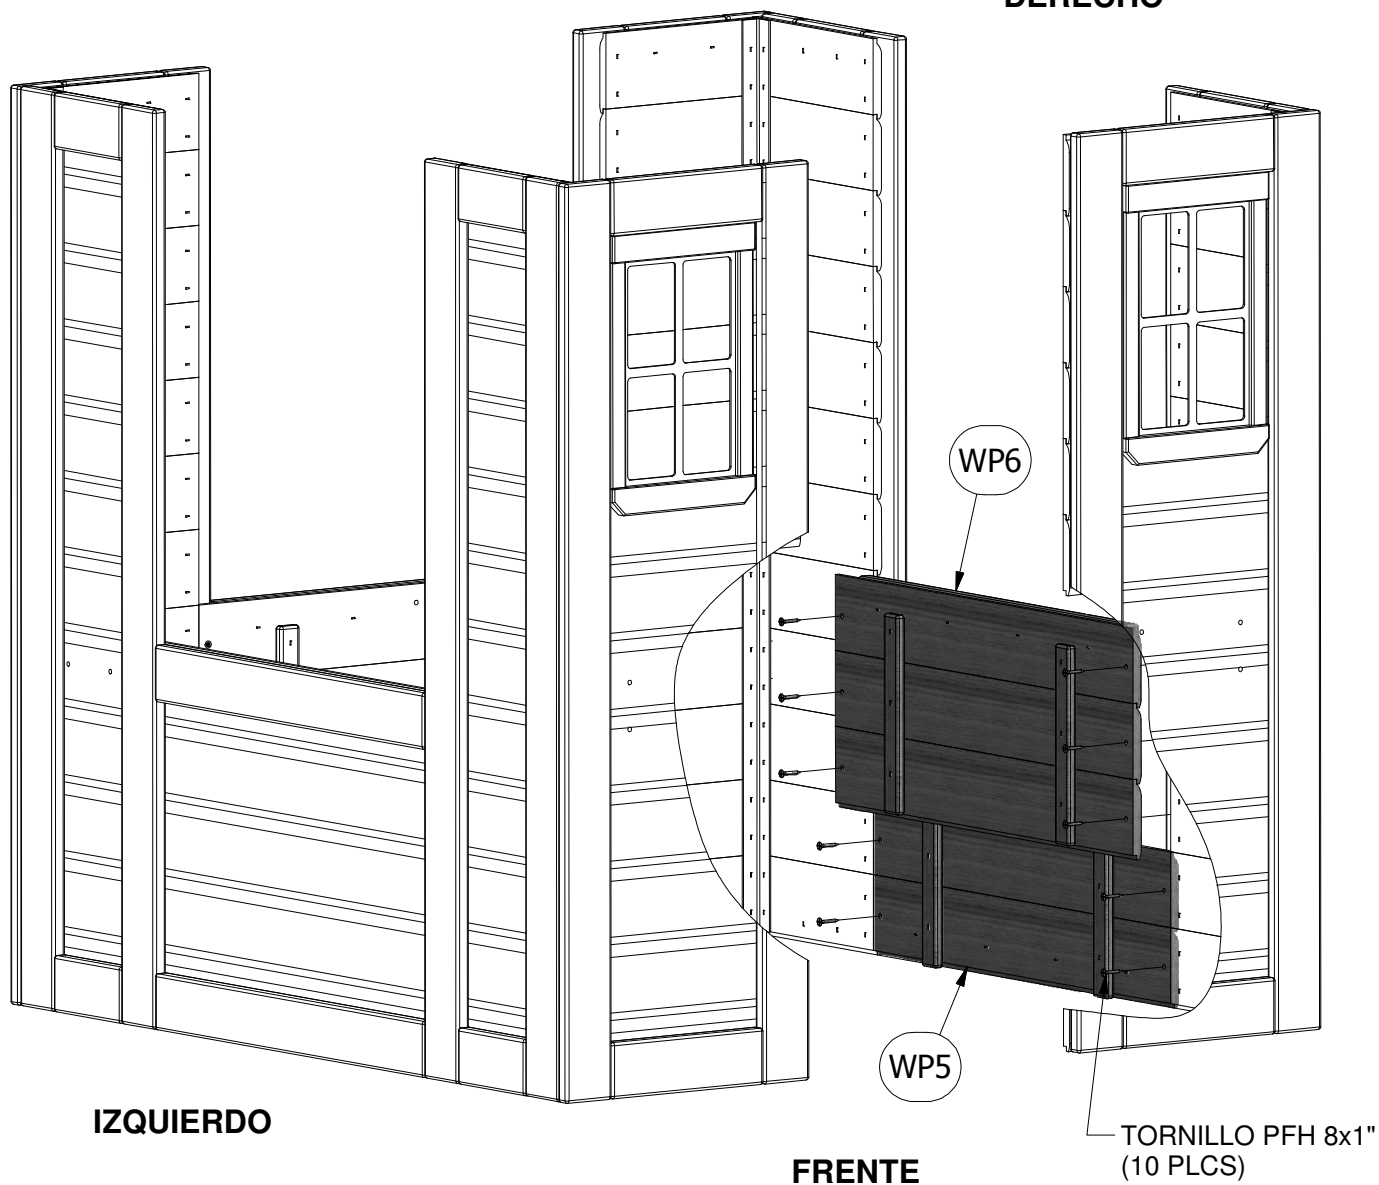 DERECHO
WP6
WP5
IZQUIERDO
TORNILLO PFH 8x1"
(10 PLCS)
FRENTE